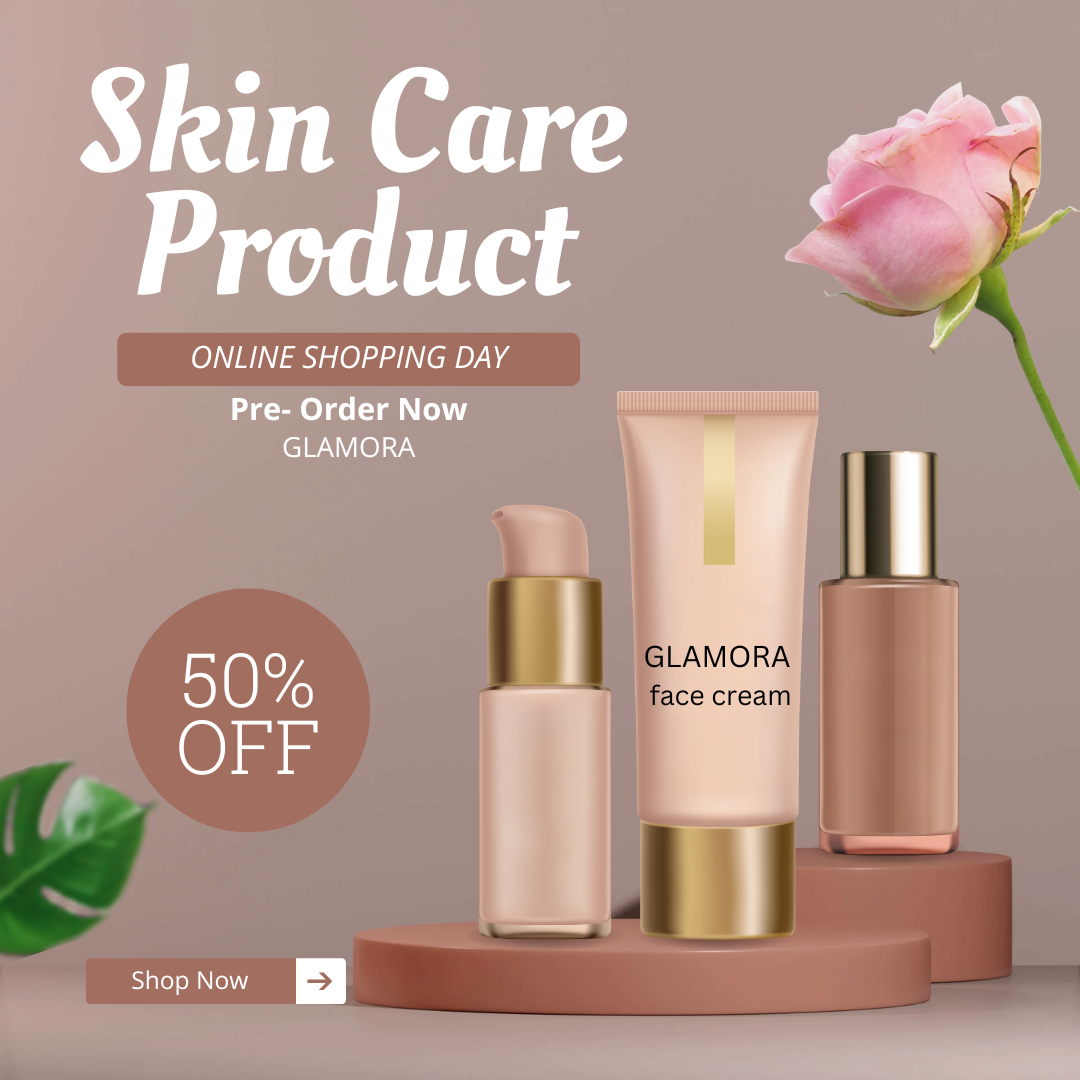 Skin Care
Product
ONLINE SHOPPING DAY
Pre- Order Now
GLAMORA
GLAMORA
face cream
50%
OFF
Shop Now